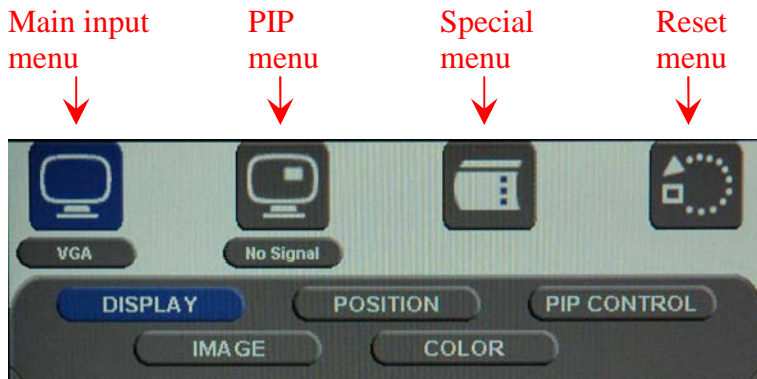 Main input menu
PIP menu
Special menu
Reset menu
VGA
No Signal
DISPLAY
POSITION
PIP CONTROL
IMAGE
COLOR